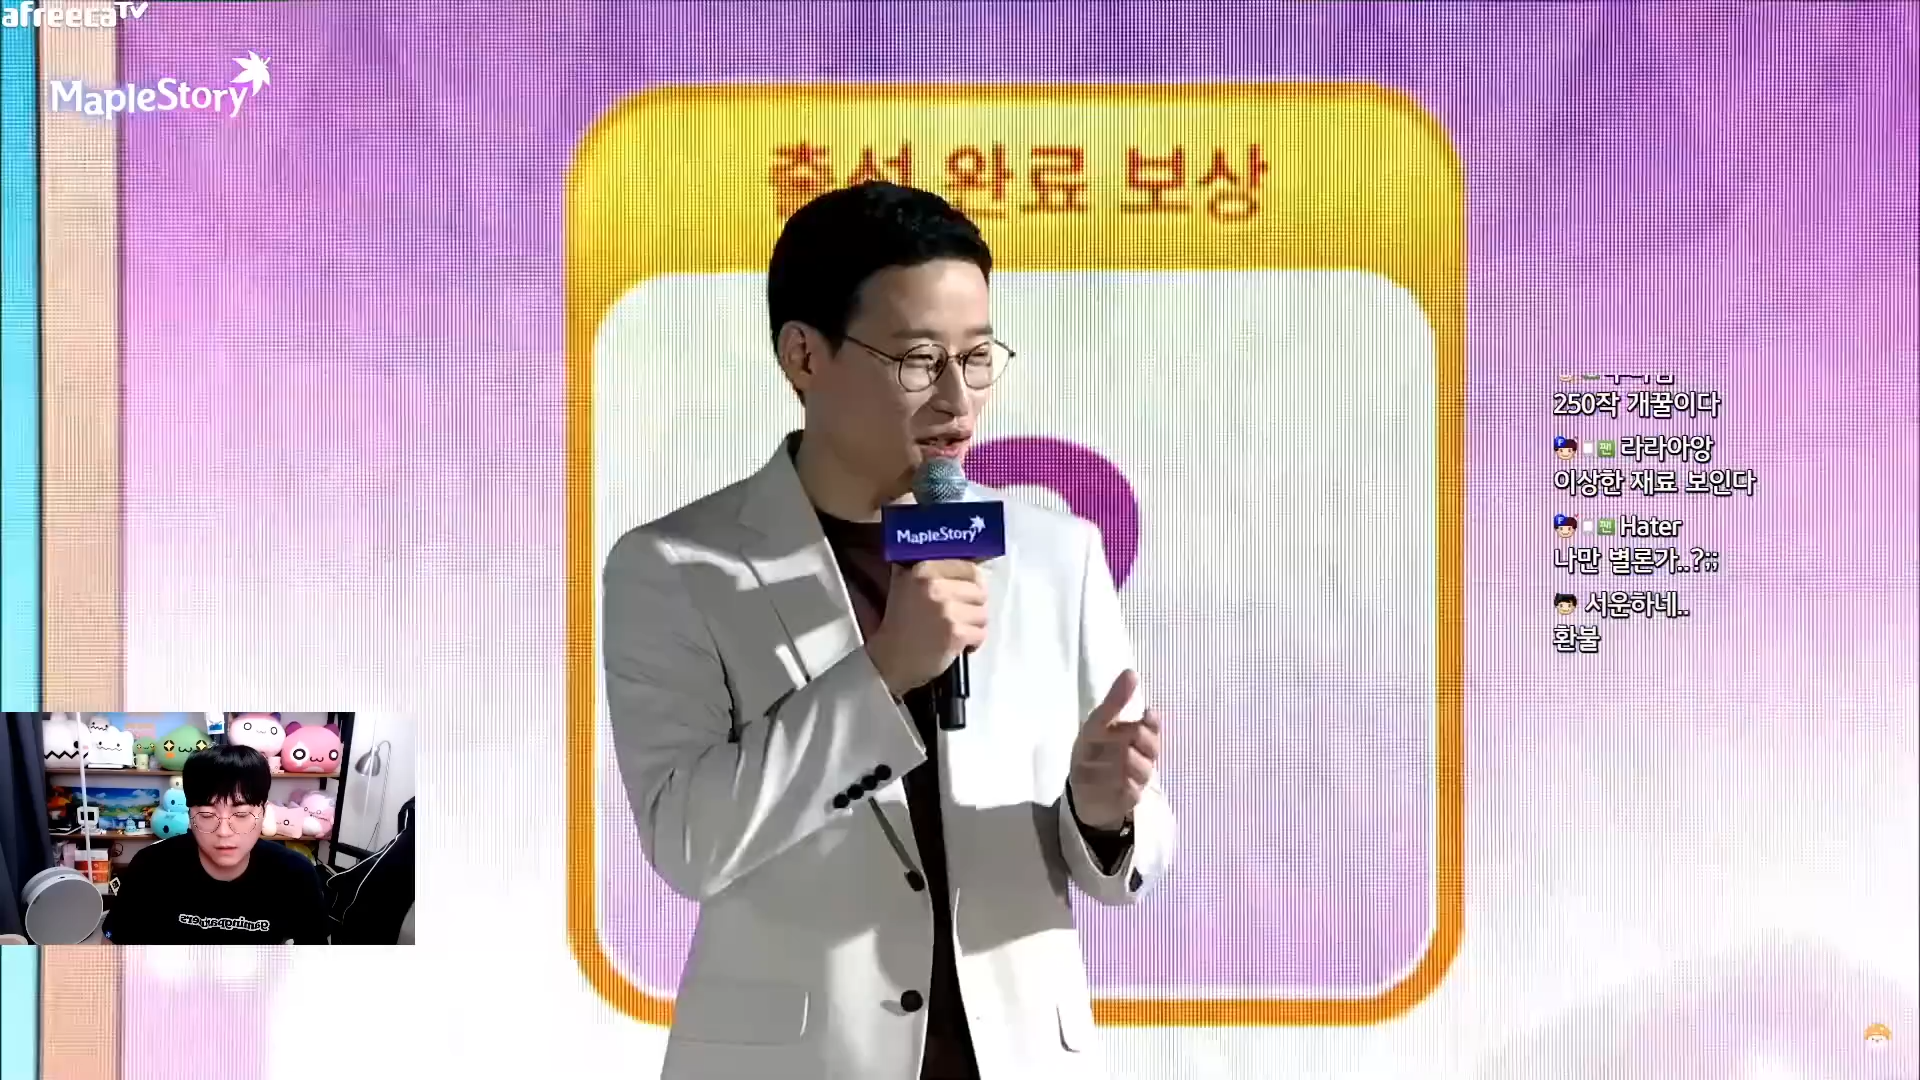 afreecaTV
MapleStory
출석 완료 보상
MapleStory
250작 개꿀이다
팬 라라아앙
이상한 재료 보인다
팬 Hater
나만 별론가..?;;
서운하네..
환불